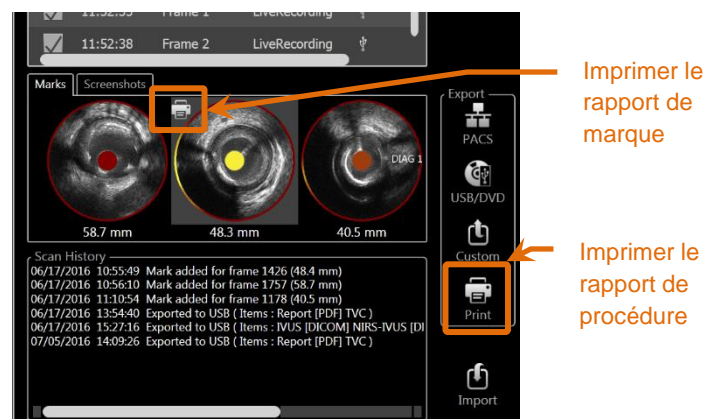 11:52:35 Frame 1 LiveRecording
11:52:38 Frame 2 LiveRecording
Marks Screenshots
DIAG 1
58.7 mm 48.3 mm 40.5 mm
Scan History
06/17/2016 10:55:49 Mark added for frame 1426 (48.4 mm)
06/17/2016 10:56:10 Mark added for frame 1757 (58.7 mm)
06/17/2016 11:10:54 Mark added for frame 1178 (40.5 mm)
06/17/2016 13:54:40 Exported to USB ( Items : Report [PDF] TVC )
06/17/2016 15:27:16 Exported to USB ( Items : IVUS [DICOM] NIRS-IVUS [DI
07/05/2016 14:09:26 Exported to USB ( Items : Report [PDF] TVC )
Export
PACS
USB/DVD
Custom
Print
Import
Imprimer le
rapport de
marque
Imprimer le
rapport de
procédure